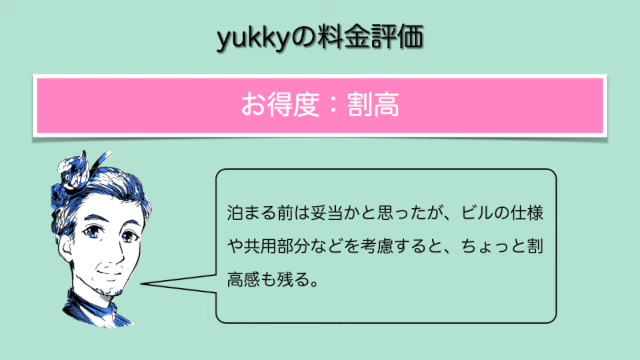 yukkyの料金評価
お得度：割高
泊まる前は妥当かと思ったが、ビルの仕様
や共用部分などを考慮すると、ちょっと割
高感も残る。